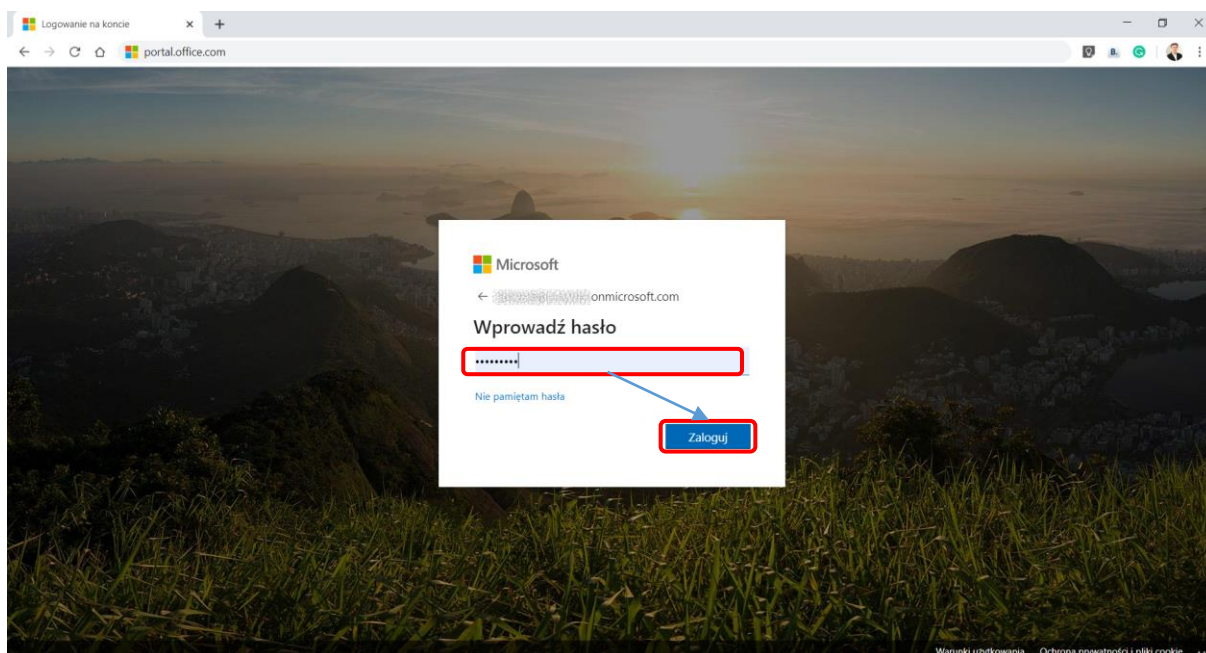 Logowanie na koncie
portal.office.com
Microsoft
onmicrosoft.com
Wprowadź hasło
Nie pamiętam hasła
Zaloguj
Warunki użytkowania Ochrona prywatności i pliki cookie